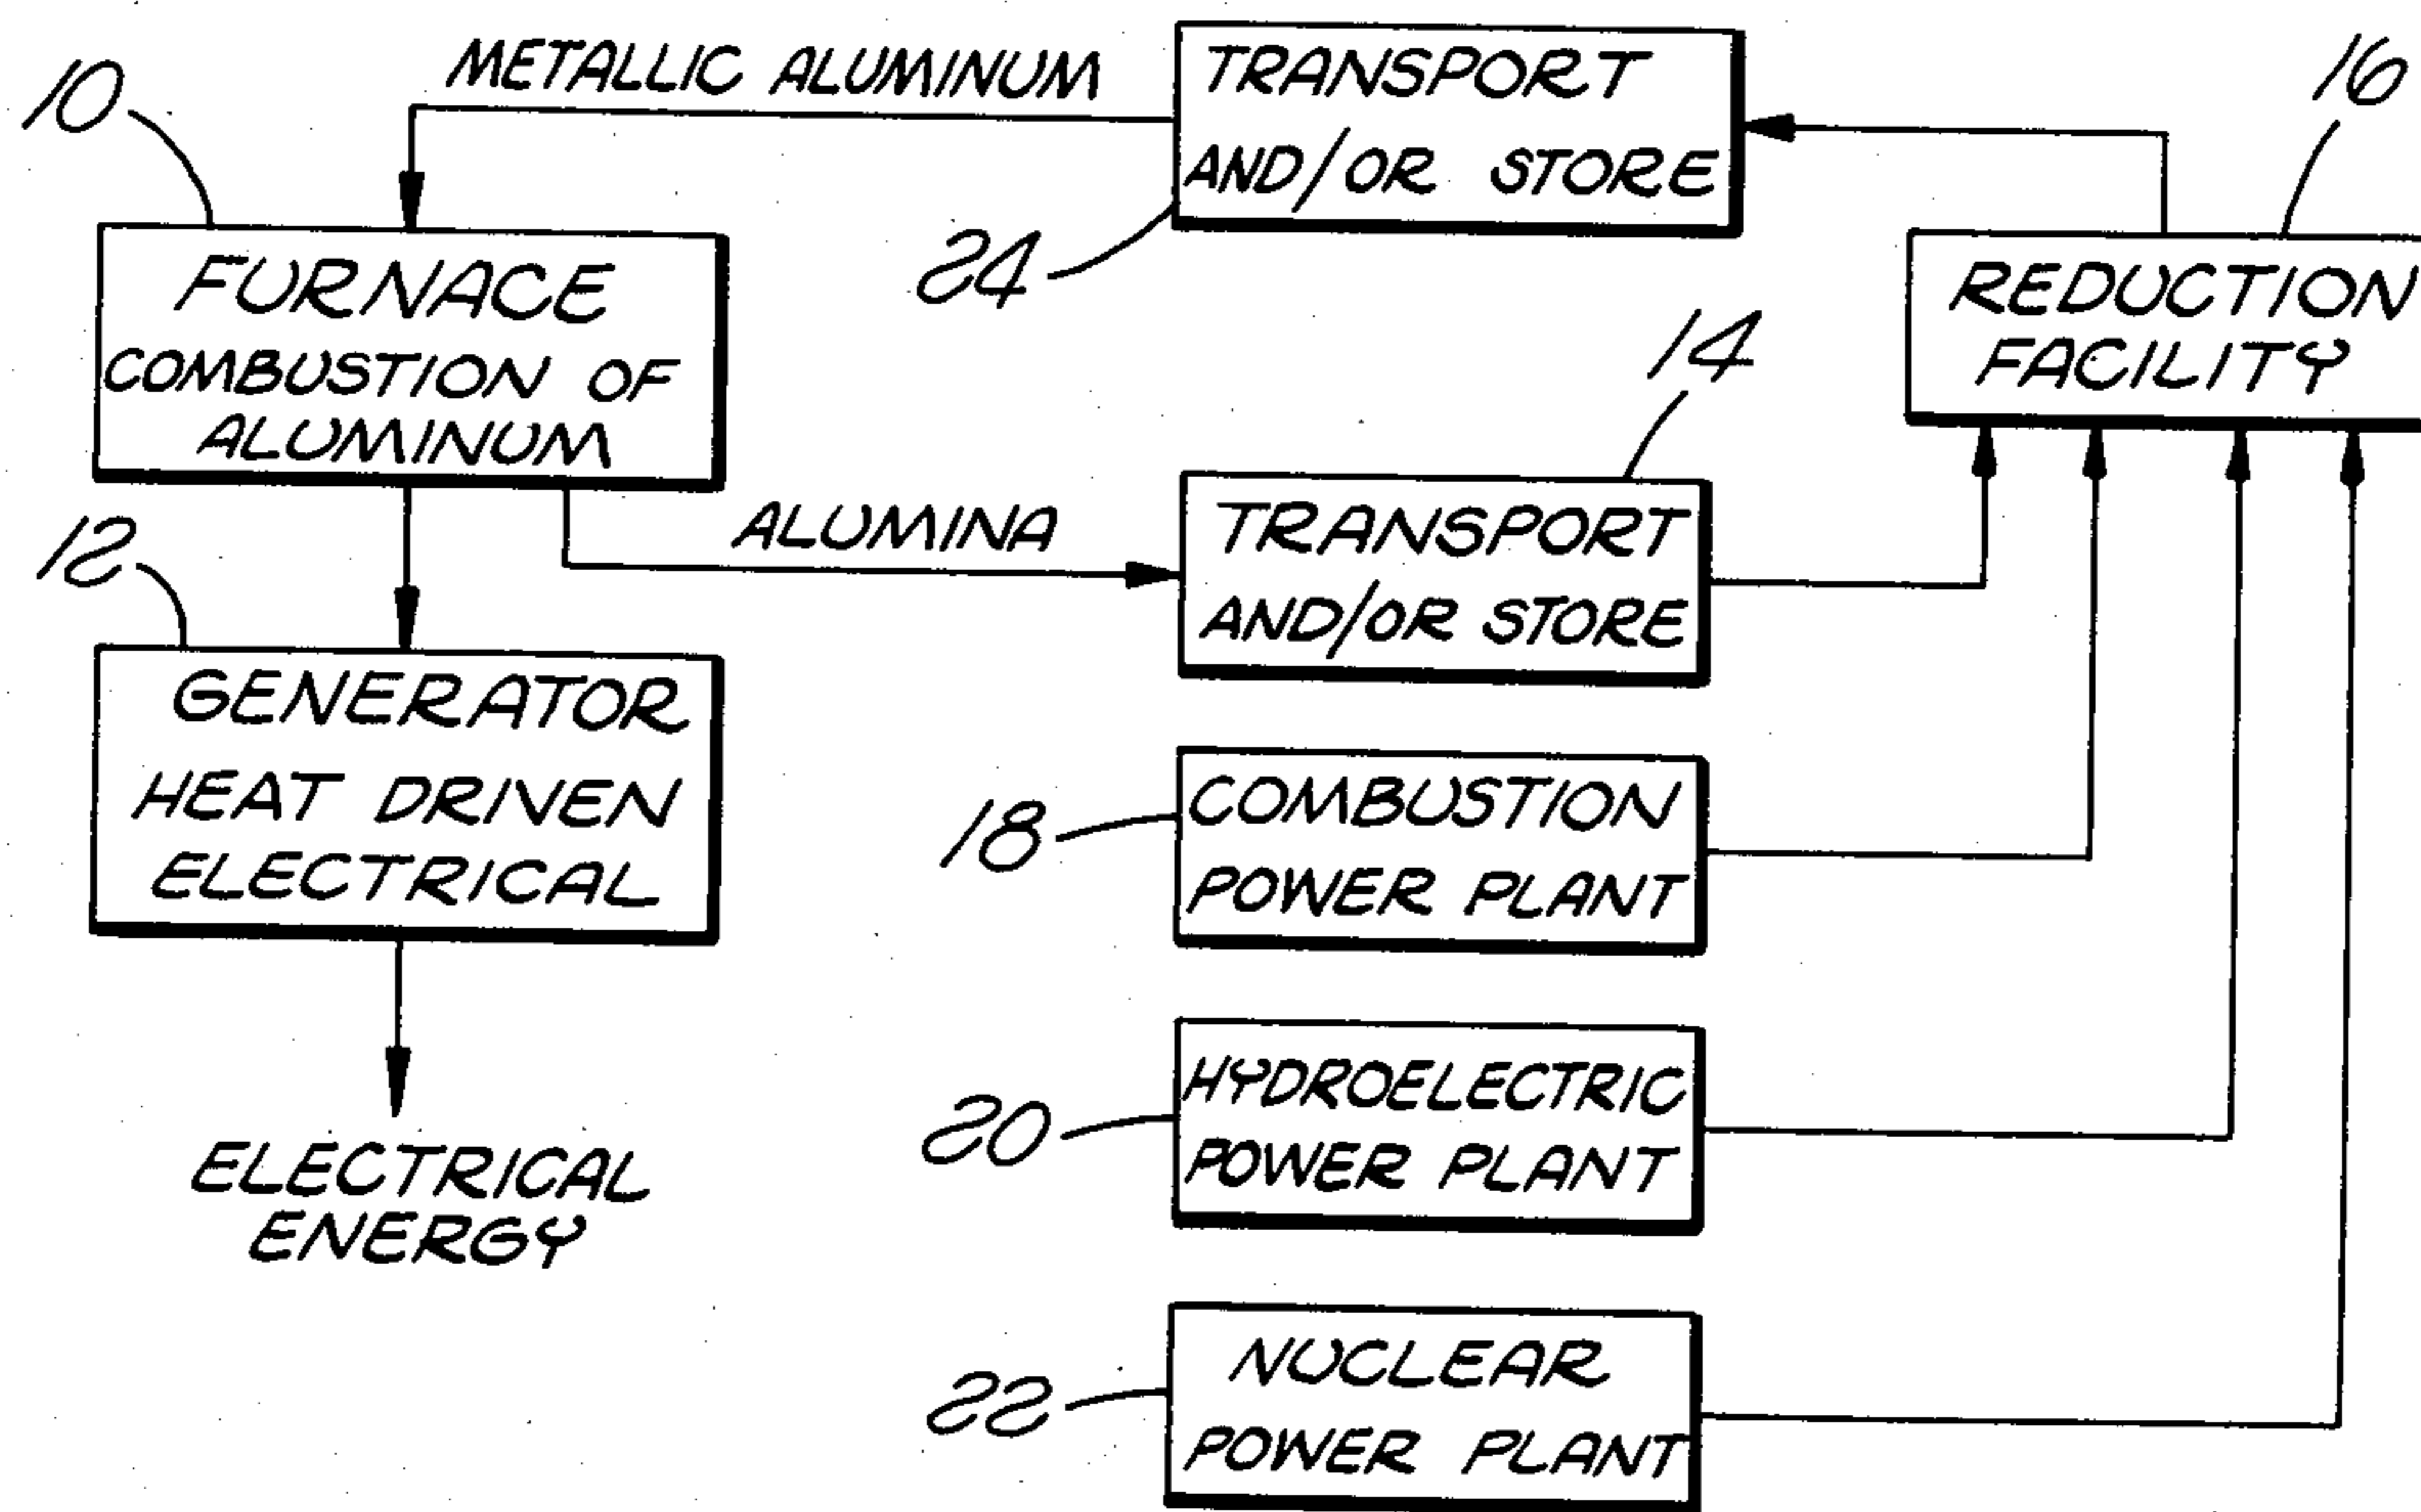 METALLIC ALUMINUM
10
TRANSPORT
AND/OR STORE
24
16
FURNACE
COMBUSTION OF
ALUMINUM
REDUCTION
FACILITY
14
ALUMINA
TRANSPORT
AND/OR STORE
12
GENERATOR
HEAT DRIVEN
ELECTRICAL
18
COMBUSTION
POWER PLANT
20
HYDROELECTRIC
POWER PLANT
ELECTRICAL
ENERGY
22
NUCLEAR
POWER PLANT